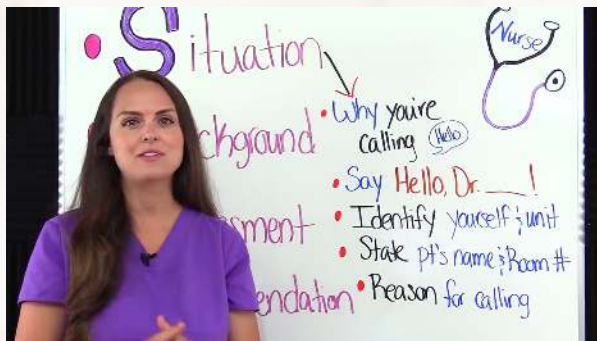 Situation
Nurse
• Why you're
calling Hello
ckground
• Say Hello, Dr. ___!
• Identify yourself & unit
sment
• State pt's name & Room #
endation
• Reason for calling